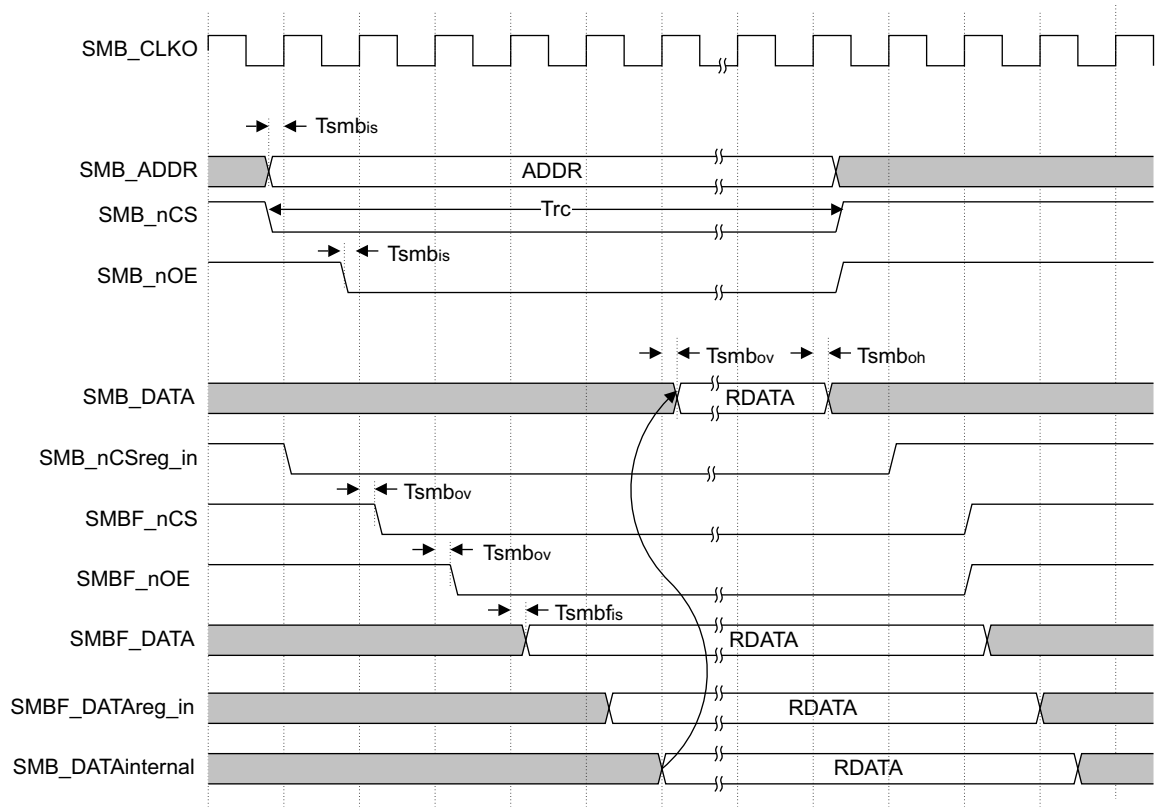 SMB_CLKO
Tsmbis
SMB_ADDR ADDR
SMB_nCS Trc
Tsmbis
SMB_nOE
Tsmbov Tsmboh
SMB_DATA RDATA
SMB_nCSreg_in
Tsmbov
SMBF_nCS
Tsmbov
SMBF_nOE
Tsmbfis
SMBF_DATA RDATA
SMBF_DATAreg_in RDATA
SMB_DATAinternal RDATA